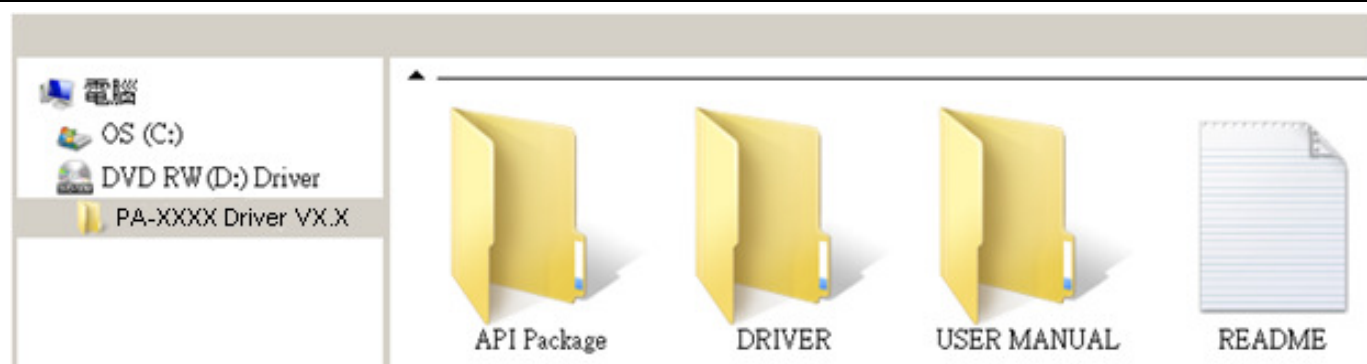 電腦
OS (C:)
DVD RW (D:) Driver
PA-XXXX Driver VX.X
API Package
DRIVER
USER MANUAL
README